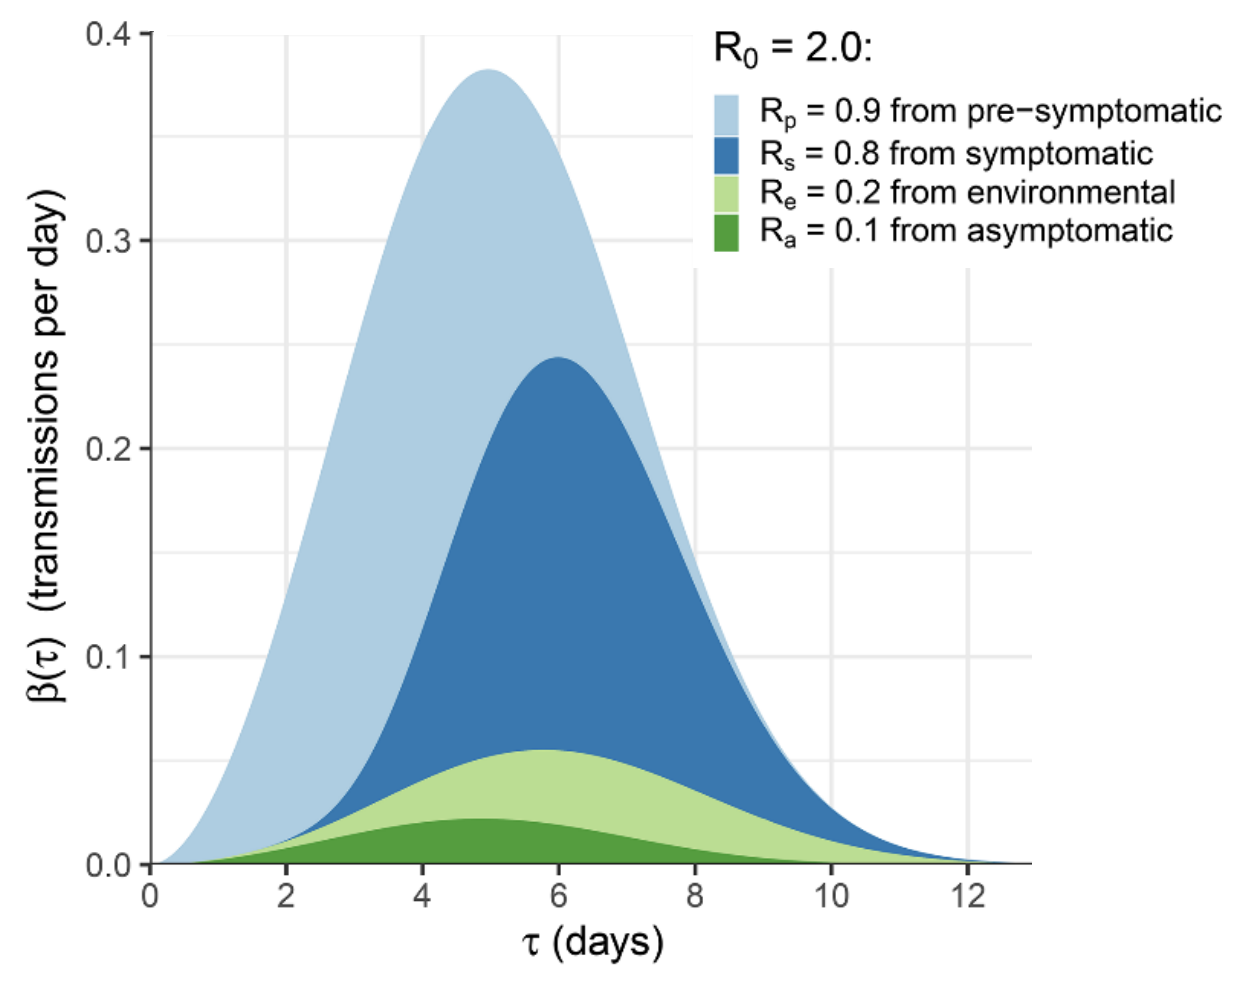 R₀ = 2.0:
Rₚ = 0.9 from pre−symptomatic
Rₛ = 0.8 from symptomatic
Rₑ = 0.2 from environmental
Rₐ = 0.1 from asymptomatic
β(τ) (transmissions per day)
0.4
0.3
0.2
0.1
0.0
0 2 4 6 8 10 12
τ (days)